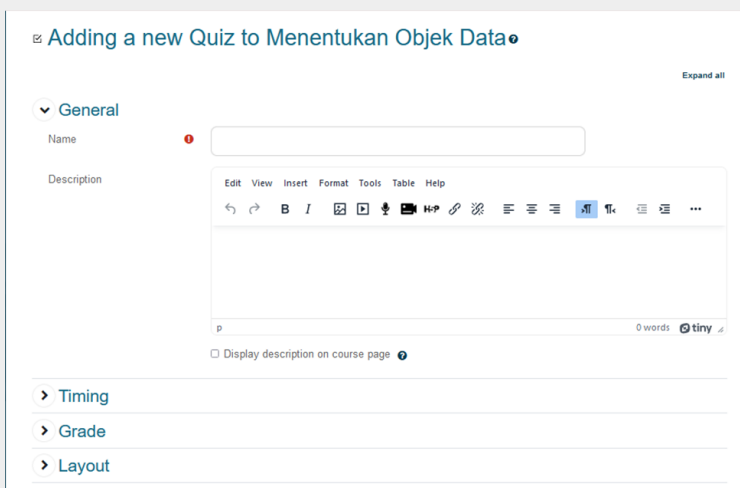 Adding a new Quiz to Menentukan Objek Data
Expand all
General
Name
Description
Edit View Insert Format Tools Table Help
B I H-P
p
0 words tiny
Display description on course page
Timing
Grade
Layout